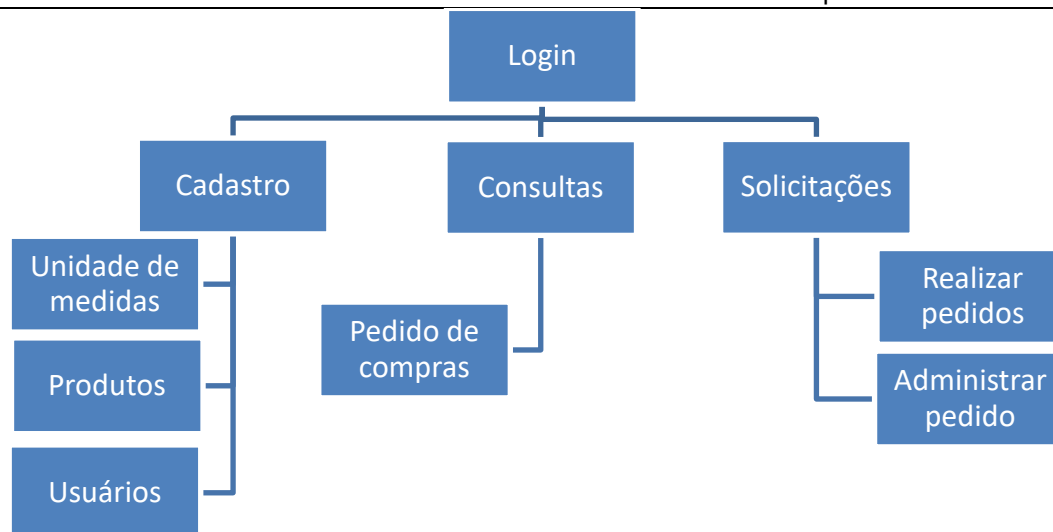 Login
Cadastro
Consultas
Solicitações
Unidade de
medidas
Produtos
Usuários
Pedido de
compras
Realizar
pedidos
Administrar
pedido